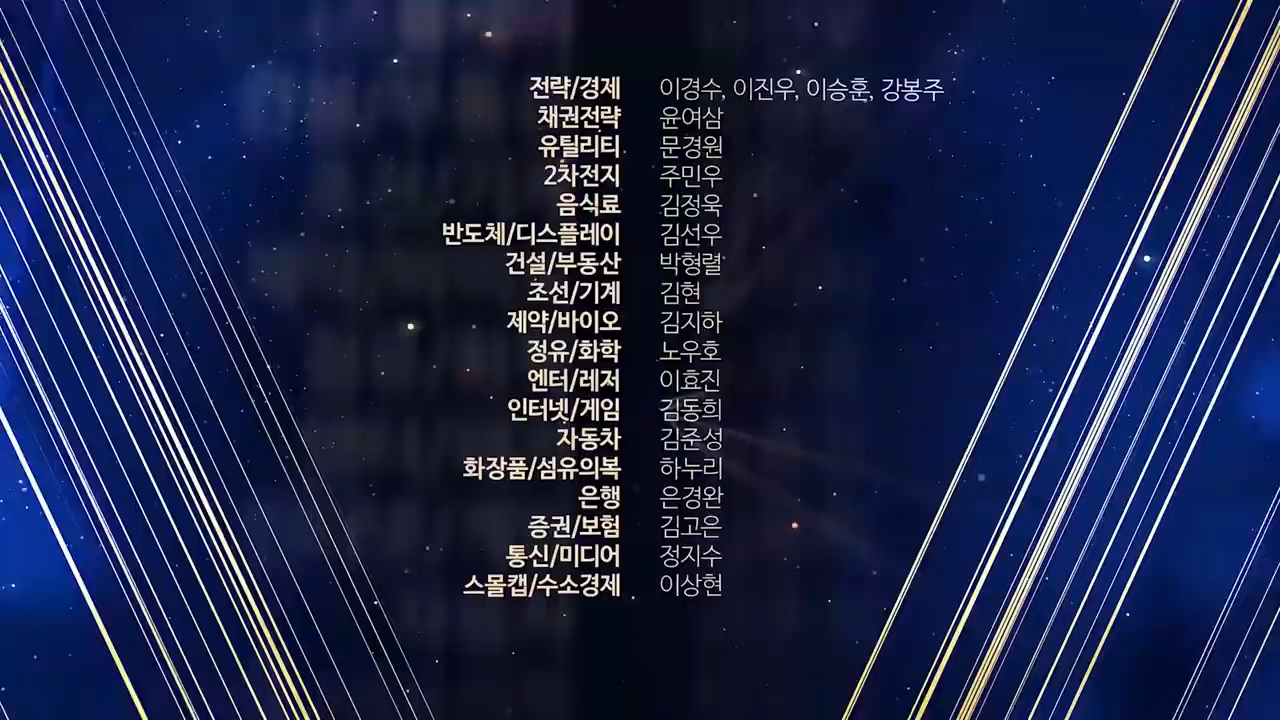 전략/경제 이경수, 이진우, 이승훈, 강봉주
채권전략 윤여삼
유틸리티 문경원
2차전지 주민우
음식료 김정욱
반도체/디스플레이 김선우
건설/부동산 박형렬
조선/기계 김현
제약/바이오 김지하
정유/화학 노우호
엔터/레저 이효진
인터넷/게임 김동희
자동차 김준성
화장품/섬유의복 하누리
은행 은경완
증권/보험 김고은
통신/미디어 정지수
스몰캡/수소경제 이상현